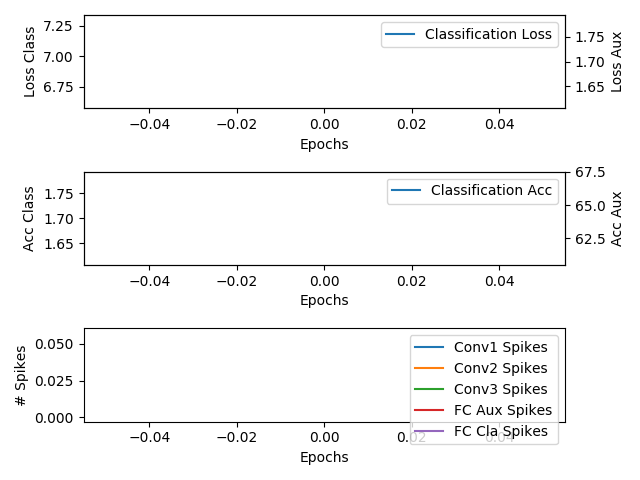 7.25
7.00
6.75
Loss Class
Classification Loss
1.75
1.70
1.65
Loss Aux
−0.04 −0.02 0.00 0.02 0.04
Epochs
1.75
1.70
1.65
Acc Class
Classification Acc
67.5
65.0
62.5
Acc Aux
−0.04 −0.02 0.00 0.02 0.04
Epochs
0.050
0.025
0.000
# Spikes
Conv1 Spikes
Conv2 Spikes
Conv3 Spikes
FC Aux Spikes
FC Cla Spikes
−0.04 −0.02 0.00 0.02 0.04
Epochs